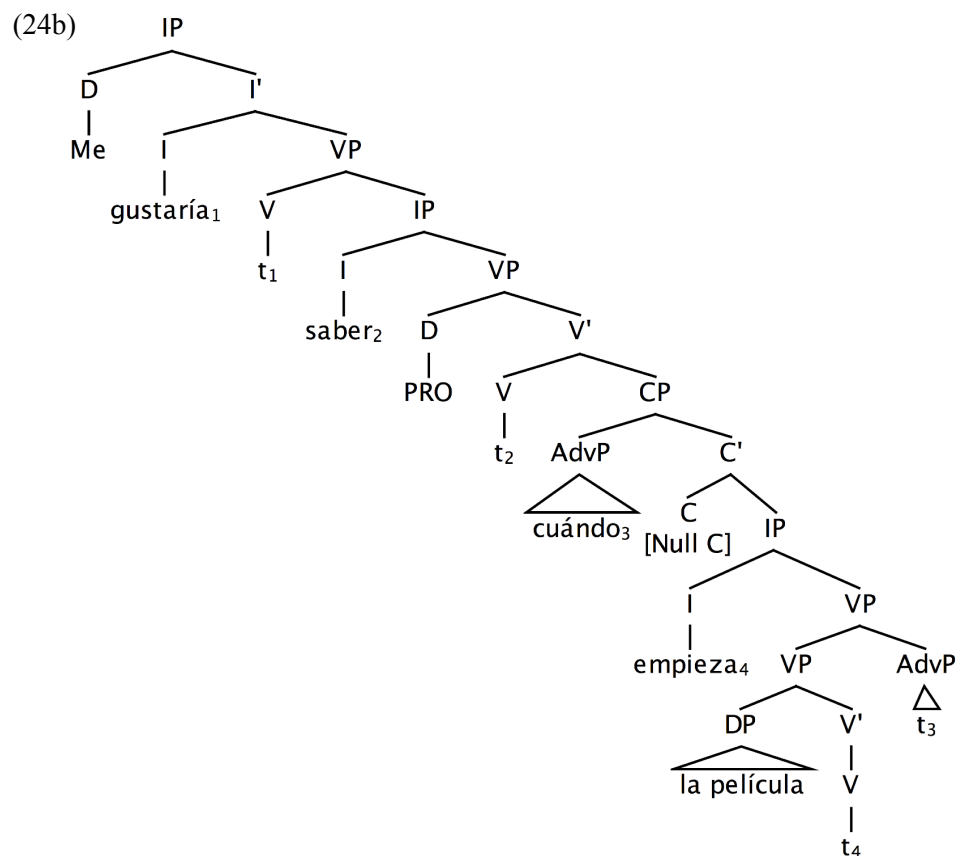 (24b) IP
D I'
Me I VP
gustaría₁ V IP
t₁ I VP
saber₂ D V'
PRO V CP
t₂ AdvP C'
cuándo₃ C IP
[Null C]
I VP
empieza₄ VP AdvP
DP V' t₃
la película V
t₄